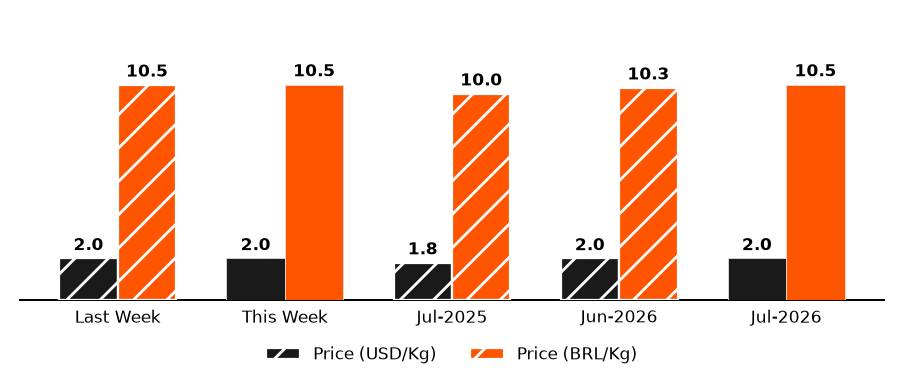 10.5 10.5 10.0 10.3 10.5
2.0 2.0 1.8 2.0 2.0
Last Week This Week Jul-2025 Jun-2026 Jul-2026
Price (USD/Kg) Price (BRL/Kg)